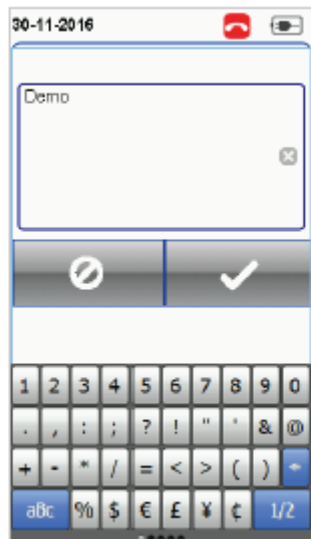 30-11-2016
Demo
1 2 3 4 5 6 7 8 9 0
. , : ; ? ! " ' & @
+ - * / = < > ( )
aBc % $ € £ ¥ ¢ 1/2